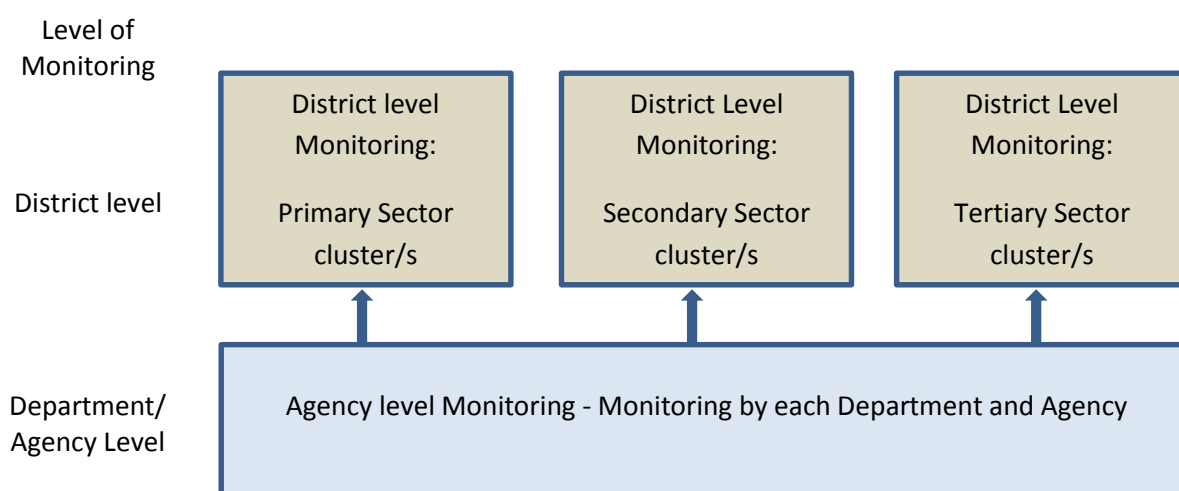 Level of
Monitoring
District level
Monitoring:
Primary Sector
cluster/s
District Level
Monitoring:
Secondary Sector
cluster/s
District Level
Monitoring:
Tertiary Sector
cluster/s
District level
Department/
Agency Level
Agency level Monitoring - Monitoring by each Department and Agency